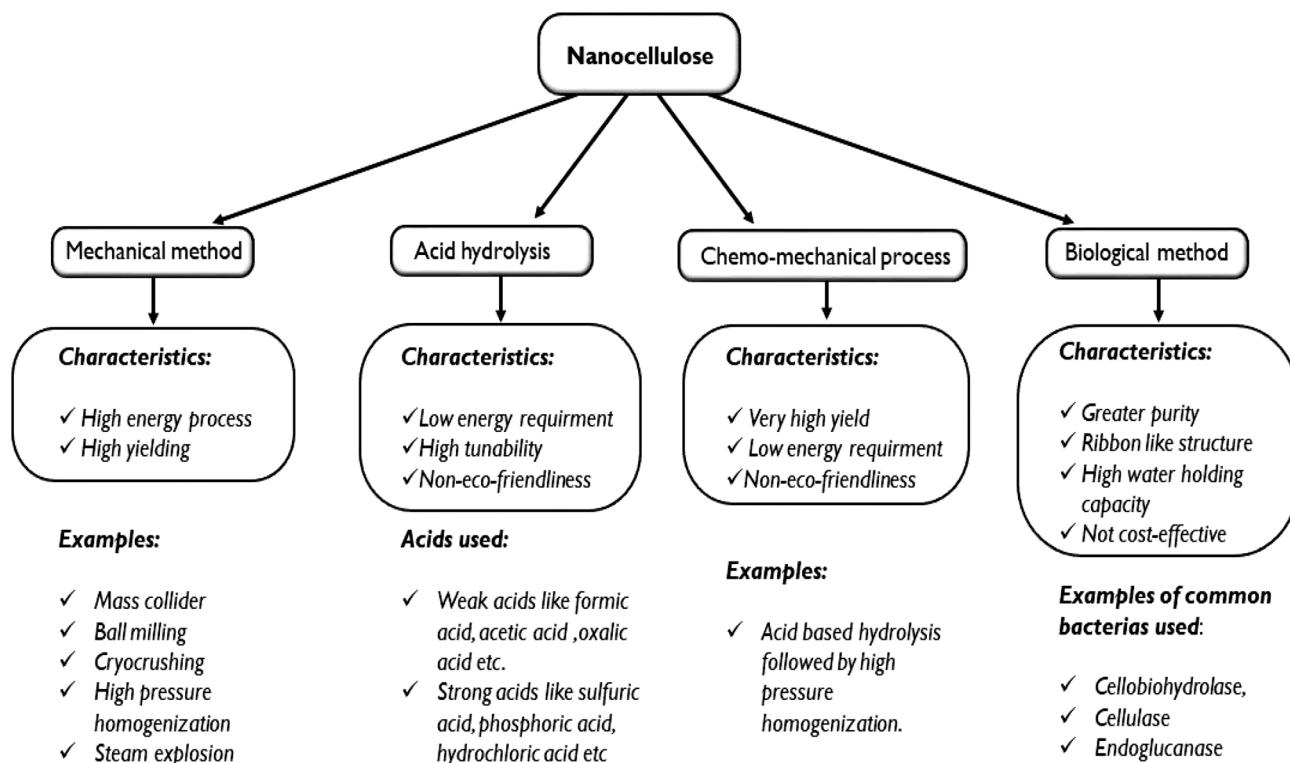 Nanocellulose
Mechanical method
Acid hydrolysis
Chemo-mechanical process
Biological method
Characteristics:
✓ High energy process
✓ High yielding
Examples:
✓ Mass collider
✓ Ball milling
✓ Cryocrushing
✓ High pressure
homogenization
✓ Steam explosion
Characteristics:
✓Low energy requirment
✓High tunability
✓Non-eco-friendliness
Acids used:
✓ Weak acids like formic
acid, acetic acid ,oxalic
acid etc.
✓ Strong acids like sulfuric
acid, phosphoric acid,
hydrochloric acid etc
Characteristics:
✓ Very high yield
✓ Low energy requirment
✓ Non-eco-friendliness
Examples:
✓ Acid based hydrolysis
followed by high
pressure
homogenization.
Characteristics:
✓ Greater purity
✓ Ribbon like structure
✓ High water holding
capacity
✓ Not cost-effective
Examples of common
bacterias used:
✓ Cellobiohydrolase,
✓ Cellulase
✓ Endoglucanase